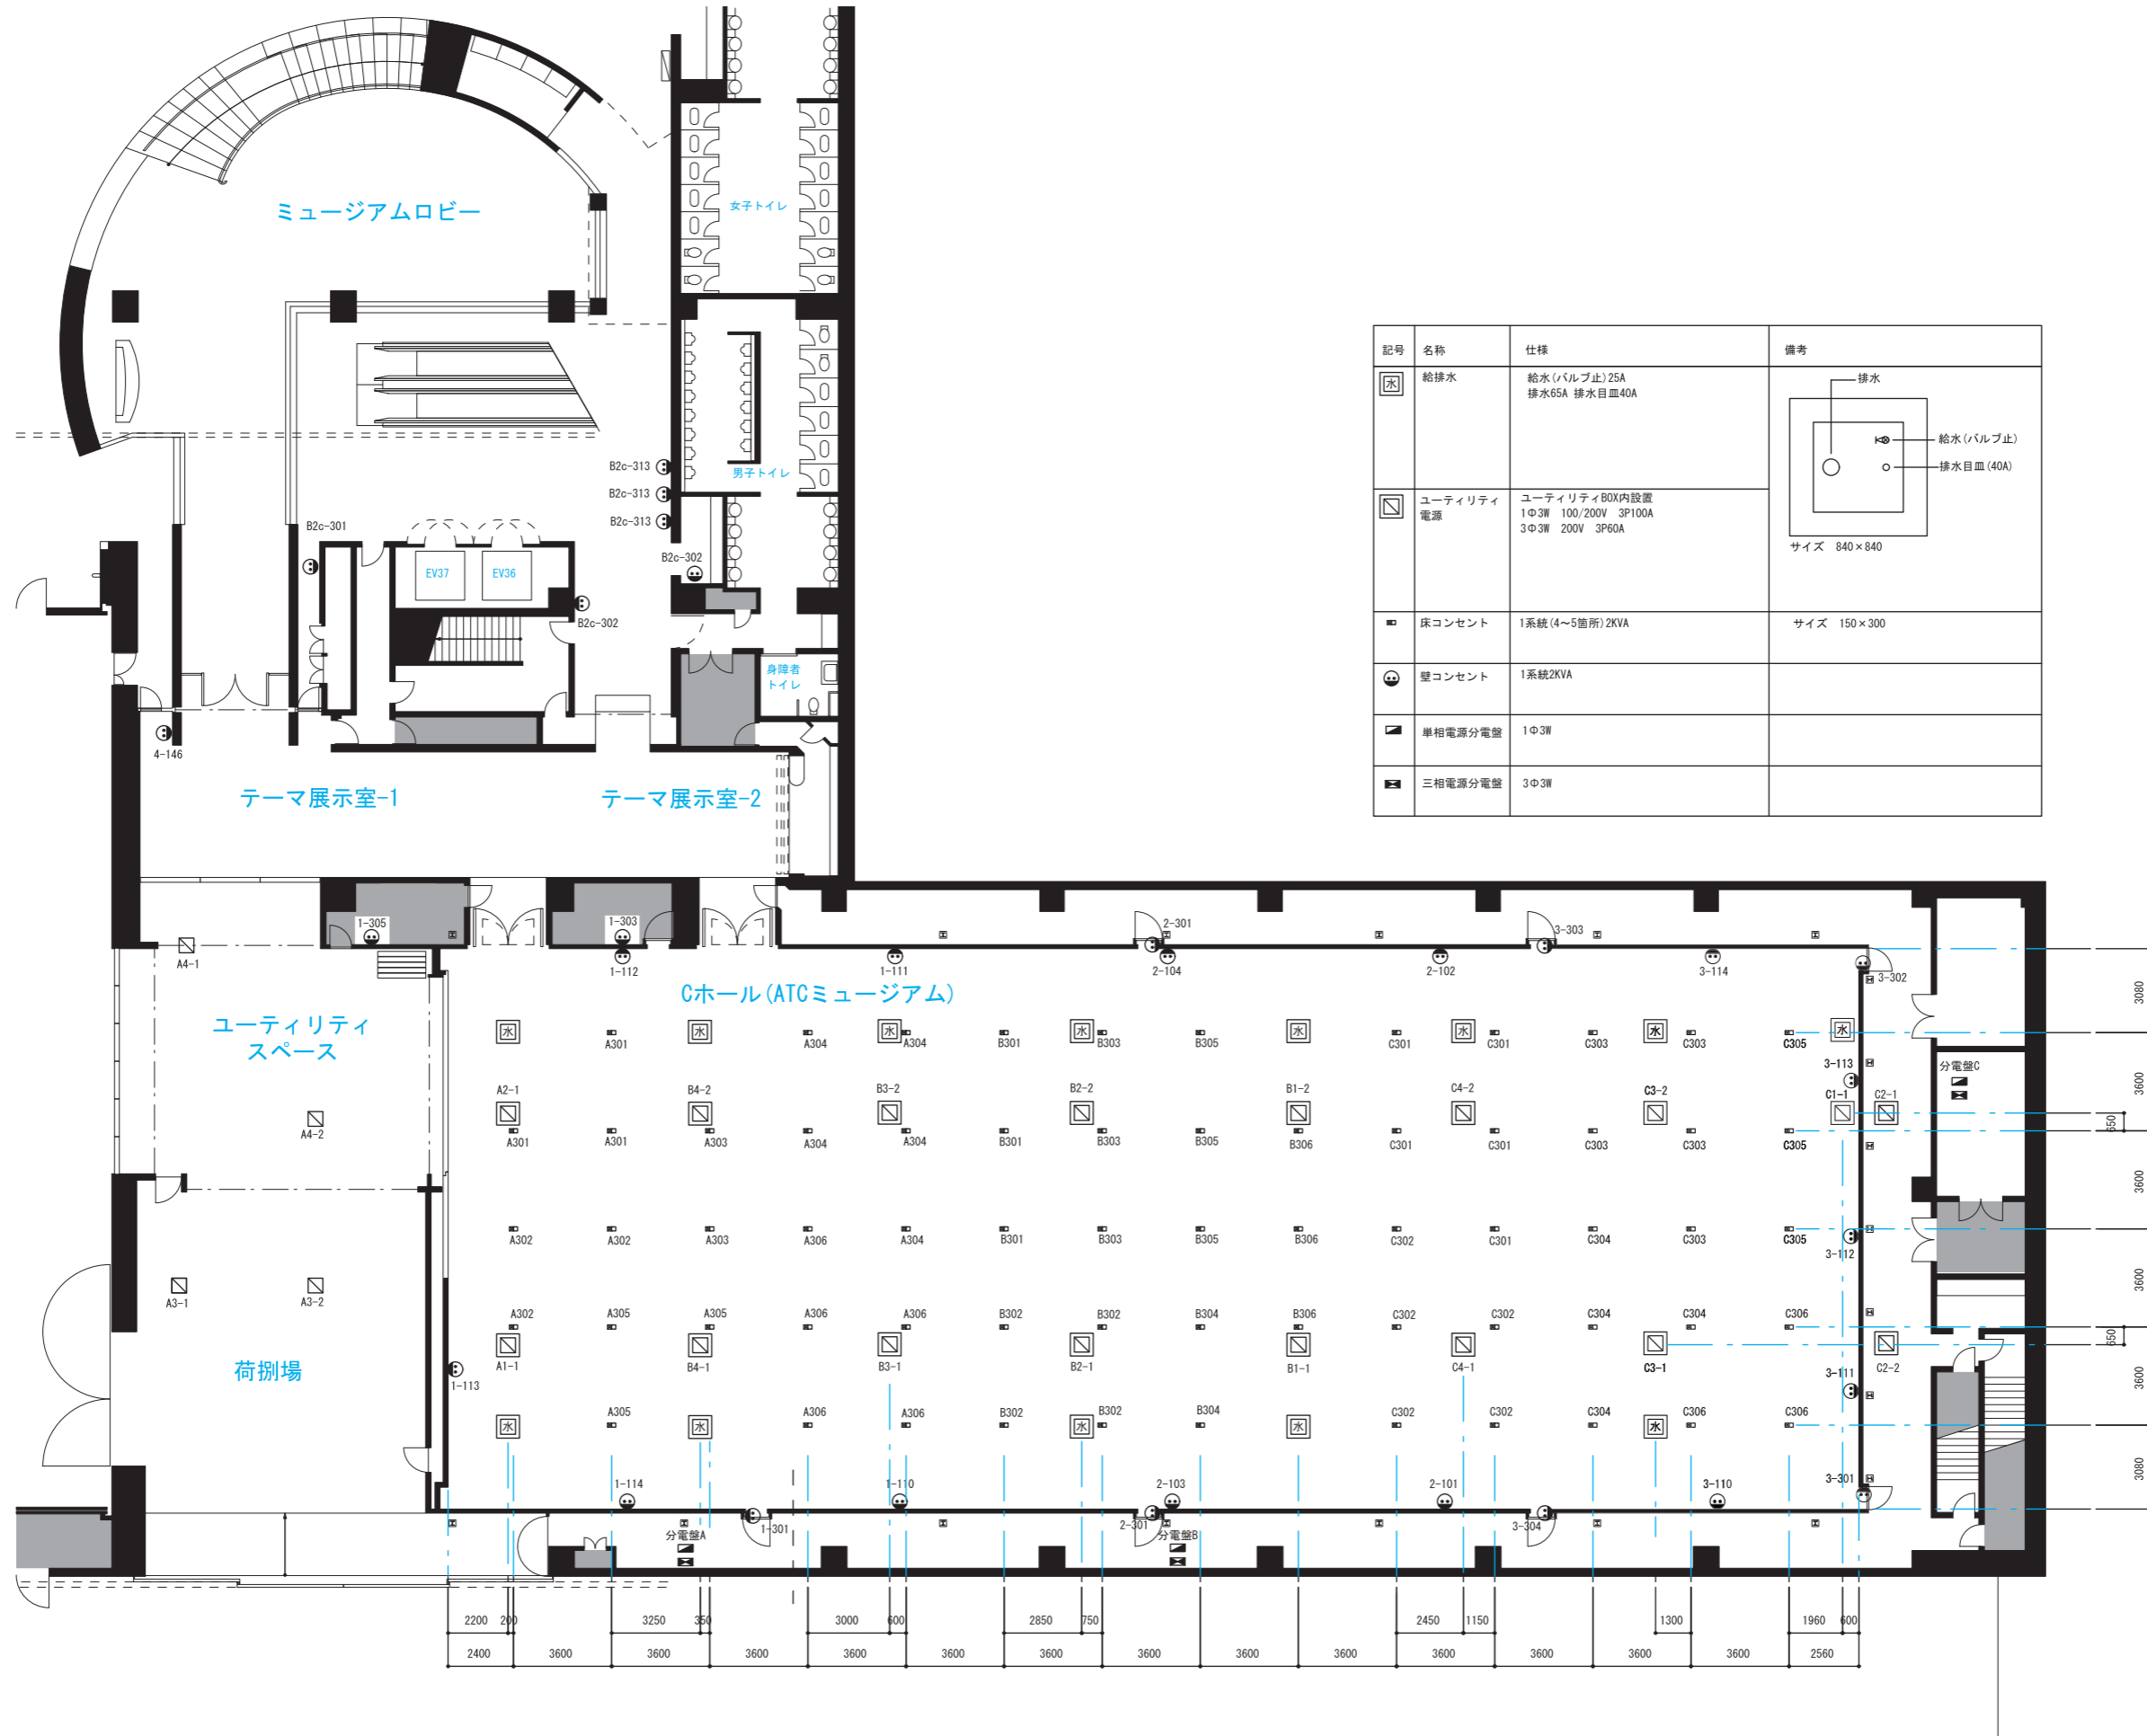 ミュージアムロビー
女子トイレ
男子トイレ
B2c-313
B2c-313
B2c-313
B2c-301
B2c-302
EV37
EV36
B2c-302
身障者
トイレ
4-146
テーマ展示室-1
テーマ展示室-2
記号 名称 仕様 備考
水 給排水 給水(バルブ止)25A
排水65A 排水目皿40A
排水
給水(バルブ止)
排水目皿(40A)
サイズ 840×840
ユーティリティ
電源
ユーティリティBOX内設置
1Φ3W 100/200V 3P100A
3Φ3W 200V 3P60A
床コンセント 1系統(4~5箇所)2KVA サイズ 150×300
壁コンセント 1系統2KVA
単相電源分電盤 1Φ3W
三相電源分電盤 3Φ3W
1-305
1-303
2-301
3-303
A4-1
1-112
1-111
2-104
2-102
3-114
3-302
Cホール(ATCミュージアム)
ユーティリティ
スペース
水 水 水 水 水 水 水 水
A301 A304 A304 B301 B303 B305 C301 C301 C303 C303 C305
3-113
分電盤C
A2-1 B4-2 B3-2 B2-2 B1-2 C4-2 C3-2 C1-1 C2-1
A4-2
A301 A301 A303 A304 A304 B301 B303 B305 B306 C301 C301 C303 C303 C305
A302 A302 A303 A306 A304 B301 B303 B305 B306 C302 C301 C304 C303 C305
3-112
A3-1 A3-2
A302 A305 A305 A306 A306 B302 B302 B304 B306 C302 C302 C304 C304 C306
荷捌場
A1-1 B4-1 B3-1 B2-1 B1-1 C4-1 C3-1 C2-2
1-113
3-111
A305 A306 A306 B302 B302 B304 C302 C302 C304 C306 C306
水 水 水 水 水
1-114
1-110
2-103
2-101
3-110
3-301
1-301
2-301
3-304
分電盤A
分電盤B
3080
3600
650
3600
3600
650
3600
3080
2200 200 3250 350 3000 600 2850 750 2450 1150 1300 1960 600
2400 3600 3600 3600 3600 3600 3600 3600 3600 3600 3600 3600 3600 3600 2560